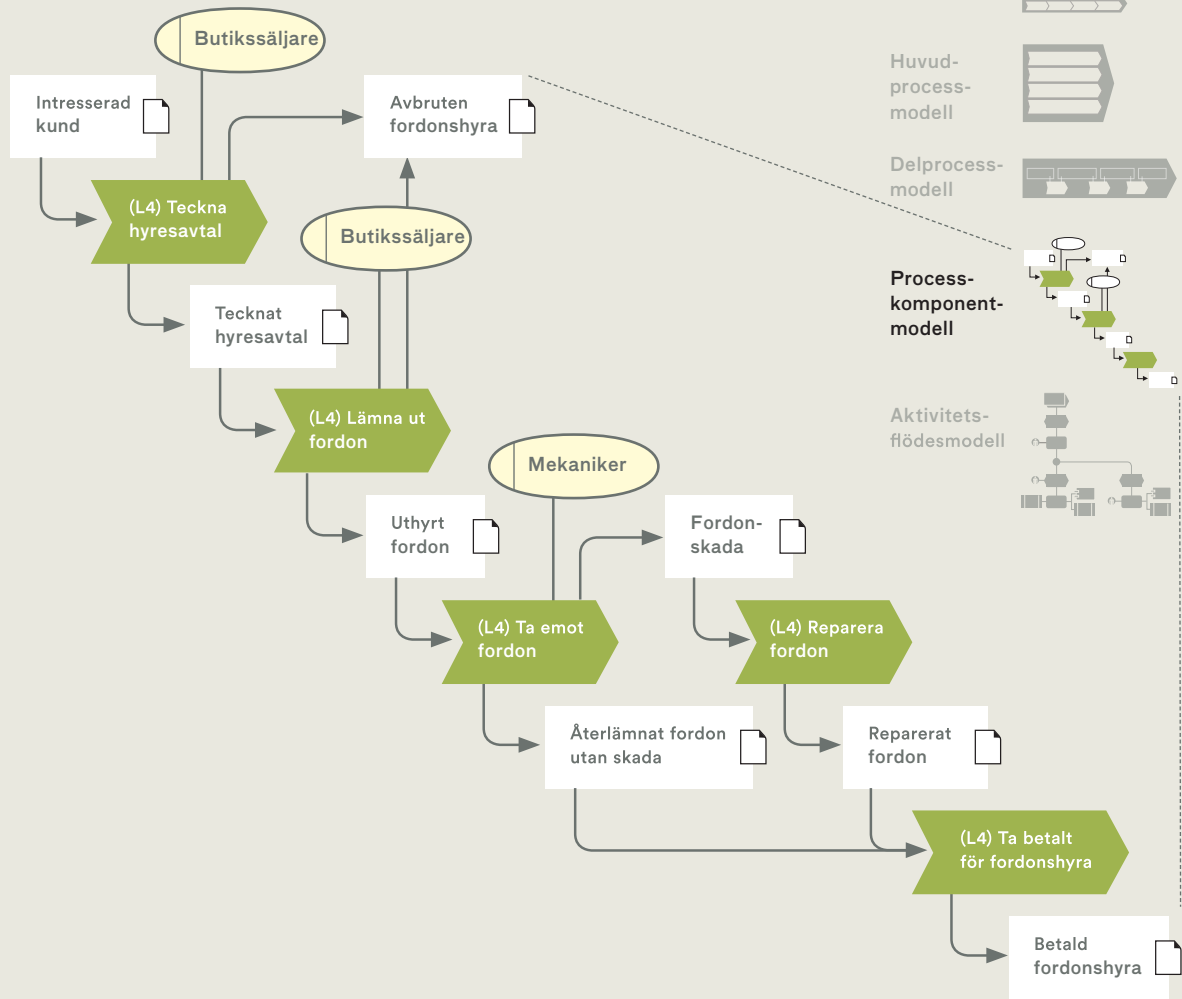 Butikssäljare
Intresserad
kund
Avbruten
fordonshyra
(L4) Teckna
hyresavtal
Butikssäljare
Tecknat
hyresavtal
(L4) Lämna ut
fordon
Mekaniker
Uthyrt
fordon
Fordon-
skada
(L4) Ta emot
fordon
(L4) Reparera
fordon
Återlämnat fordon
utan skada
Reparerat
fordon
(L4) Ta betalt
för fordonshyra
Betald
fordonshyra
Huvud-
process-
modell
Delprocess-
modell
Process-
komponent-
modell
Aktivitets-
flödesmodell